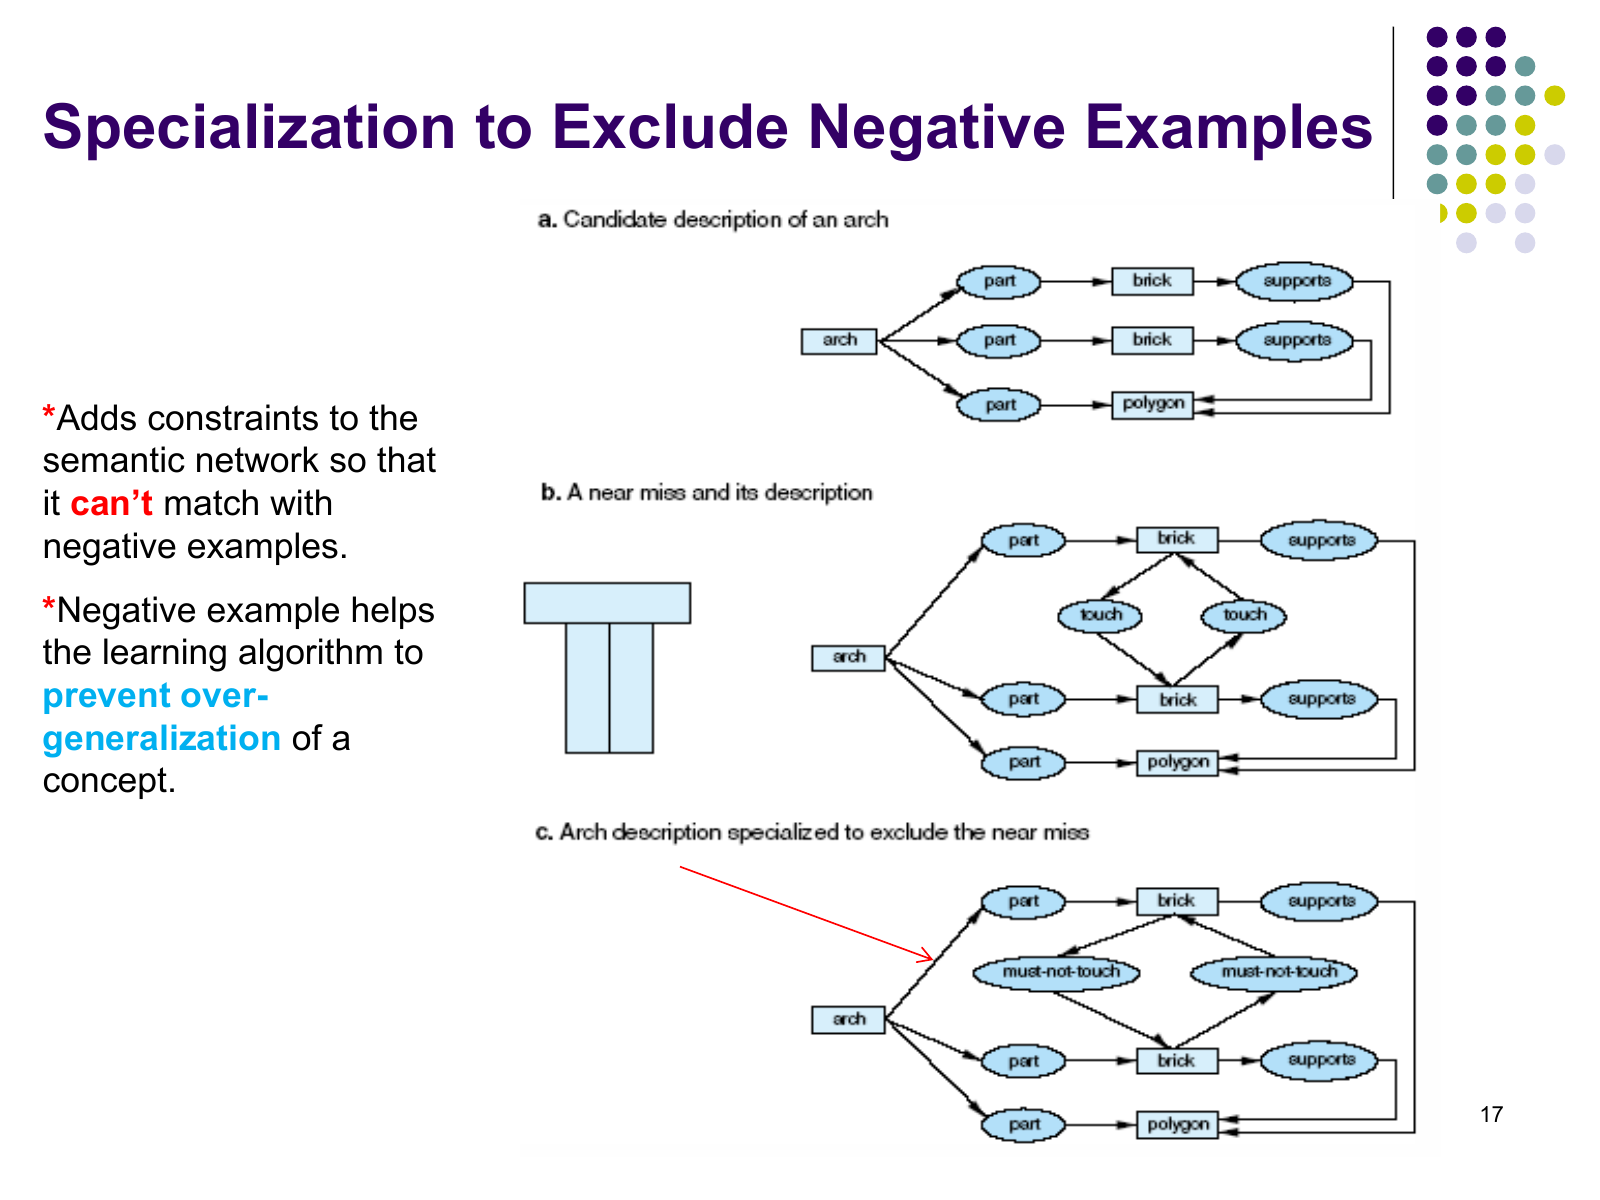 Specialization to Exclude Negative Examples
*Adds constraints to the
semantic network so that
it can’t match with
negative examples.
*Negative example helps
the learning algorithm to
prevent over-
generalization of a
concept.
a. Candidate description of an arch
part brick supports
arch part brick supports
part polygon
b. A near miss and its description
part brick supports
touch touch
arch
part brick supports
part polygon
c. Arch description specialized to exclude the near miss
part brick supports
must-not-touch must-not-touch
arch
part brick supports
part polygon
17